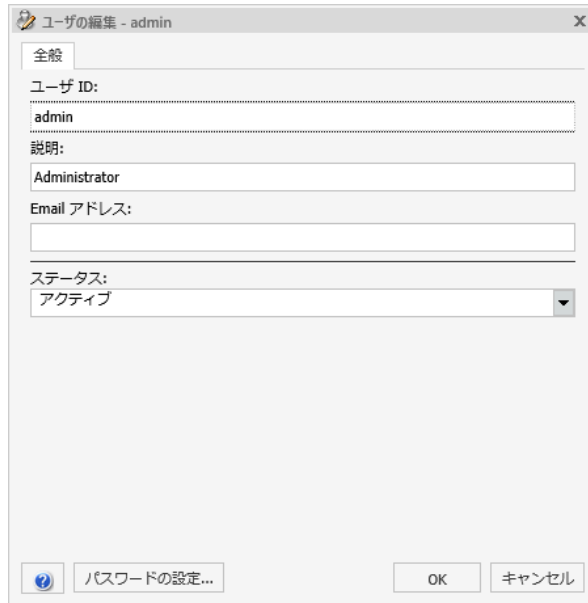 ユーザの編集 - admin
全般
ユーザ ID:
admin
説明:
Administrator
Email アドレス:
ステータス:
アクティブ
パスワードの設定... OK キャンセル